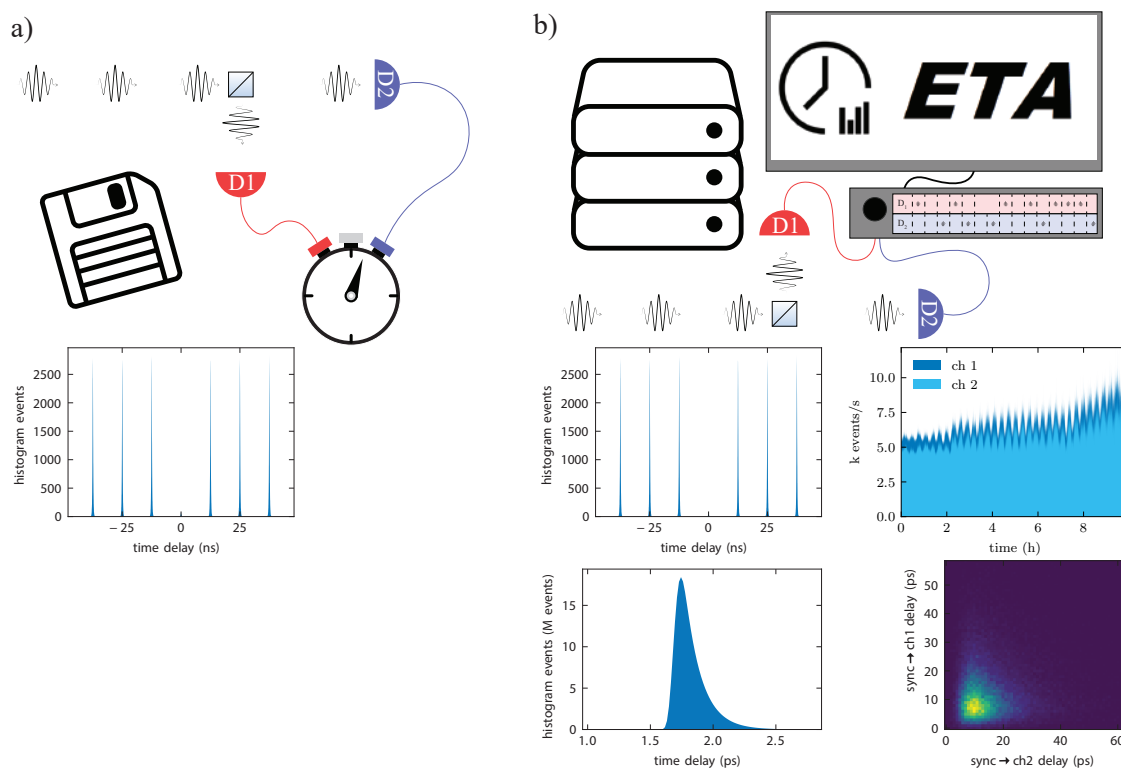 a)
D2
D1
2500
2000
1500
1000
500
0
histogram events
−25
0
25
time delay (ns)
b)
ETA
D1
D2
D1
D2
2500
2000
1500
1000
500
0
histogram events
−25
0
25
time delay (ns)
ch 1
ch 2
10.0
7.5
5.0
2.5
0.0
k events/s
0
2
4
6
8
time (h)
15
10
5
0
histogram events (M events)
1.0
1.5
2.0
2.5
time delay (ps)
50
40
30
20
10
0
sync→ch1 delay (ps)
0
20
40
60
sync→ch2 delay (ps)